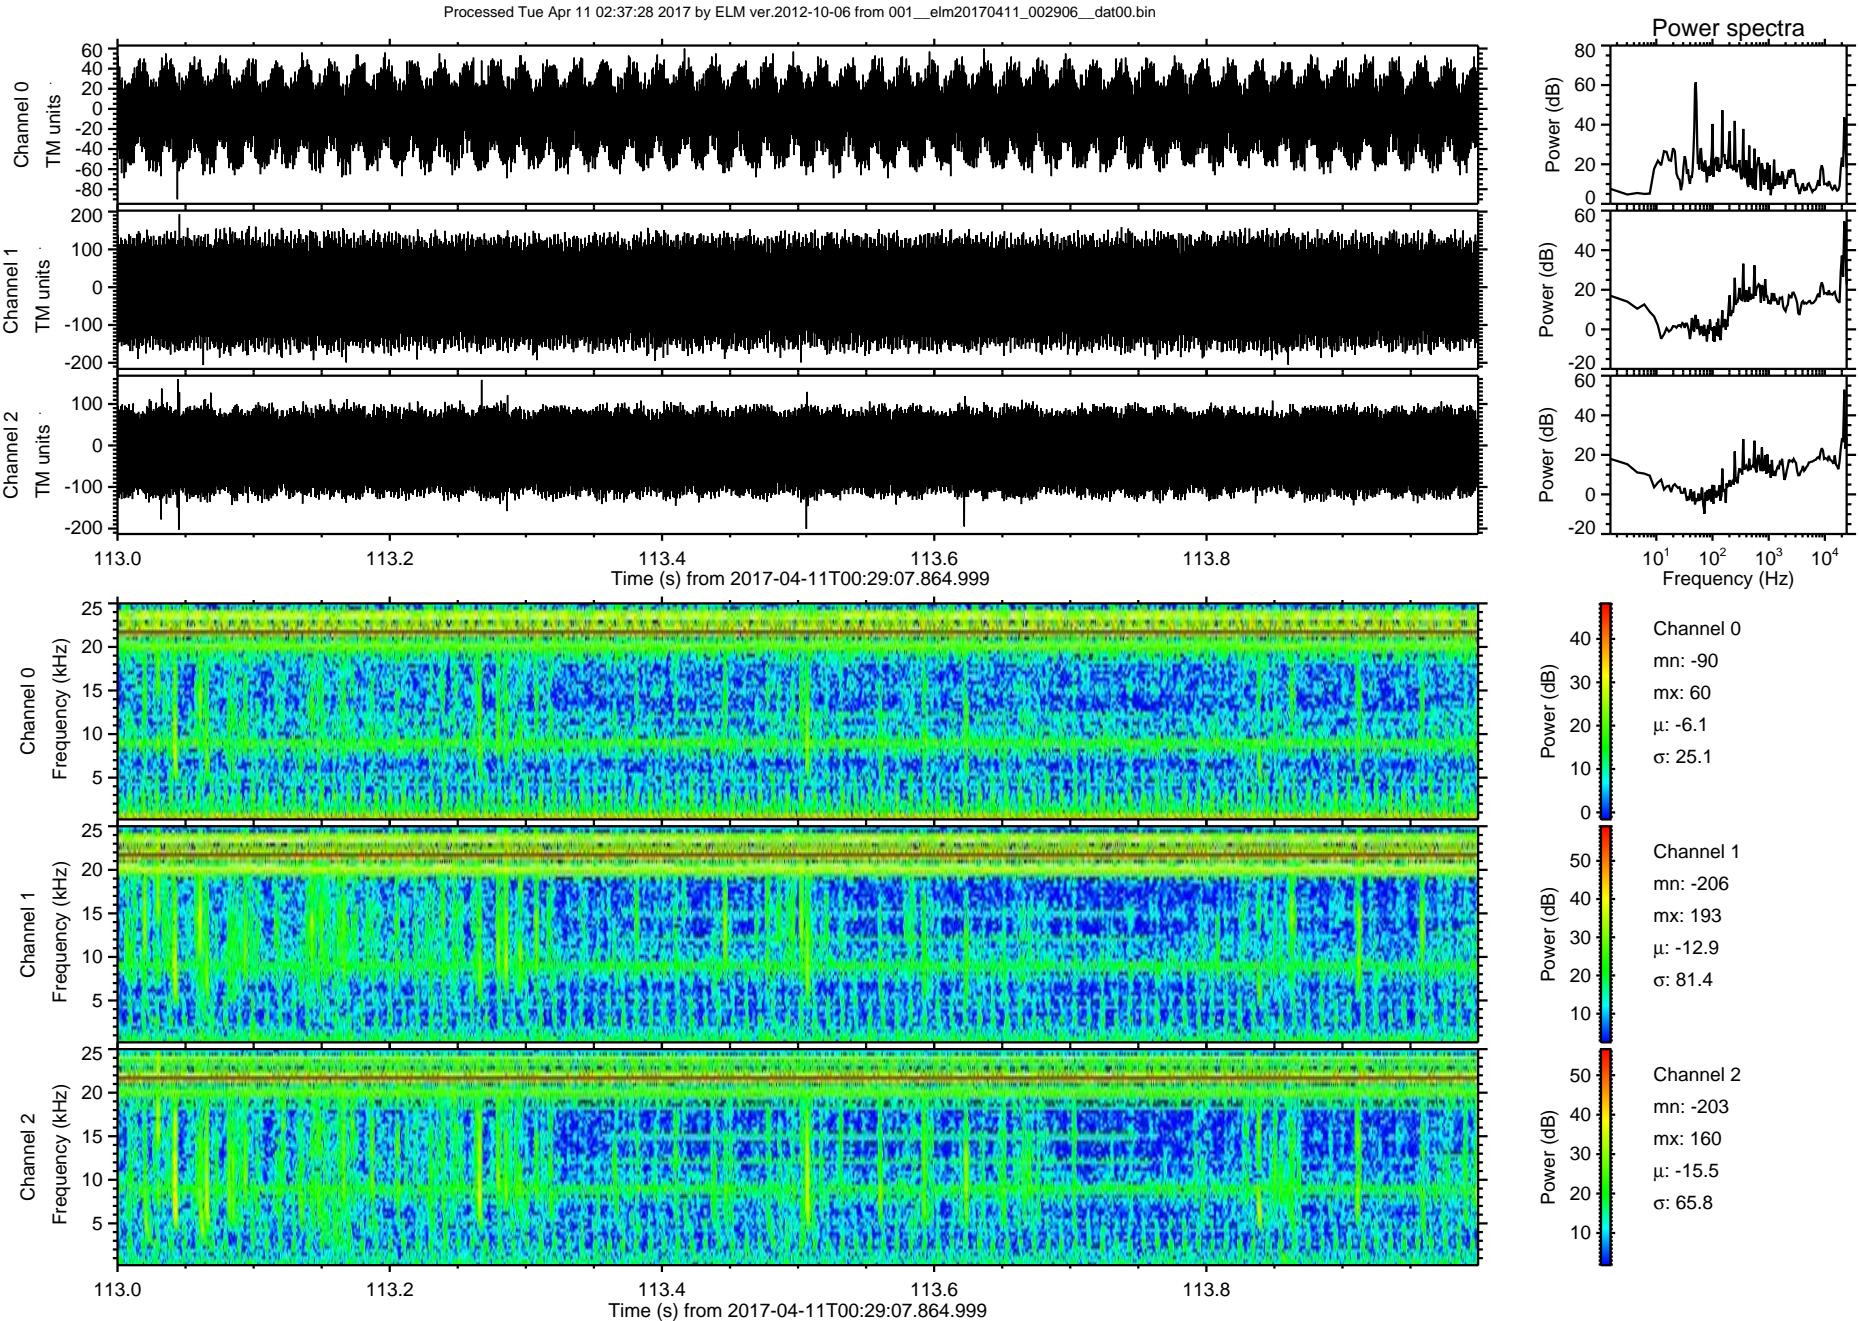 Processed Tue Apr 11 02:37:28 2017 by ELM ver.2012-10-06 from 001__elm20170411_002906__dat00.bin
Power spectra
Channel 0
TM units
60
40
20
0
-20
-40
-60
-80
Power (dB)
80
60
40
20
0
Channel 1
TM units
200
100
0
-100
-200
Power (dB)
60
40
20
0
-20
Channel 2
TM units
100
0
-100
-200
Power (dB)
60
40
20
0
-20
113.0 113.2 113.4 113.6 113.8
Time (s) from 2017-04-11T00:29:07.864.999
10¹ 10² 10³ 10⁴
Frequency (Hz)
Channel 0
Frequency (kHz)
25
20
15
10
5
Power (dB)
40
30
20
10
0
Channel 0
mn: -90
mx: 60
μ: -6.1
σ: 25.1
Channel 1
Frequency (kHz)
25
20
15
10
5
Power (dB)
50
40
30
20
10
Channel 1
mn: -206
mx: 193
μ: -12.9
σ: 81.4
Channel 2
Frequency (kHz)
25
20
15
10
5
Power (dB)
50
40
30
20
10
Channel 2
mn: -203
mx: 160
μ: -15.5
σ: 65.8
113.0 113.2 113.4 113.6 113.8
Time (s) from 2017-04-11T00:29:07.864.999